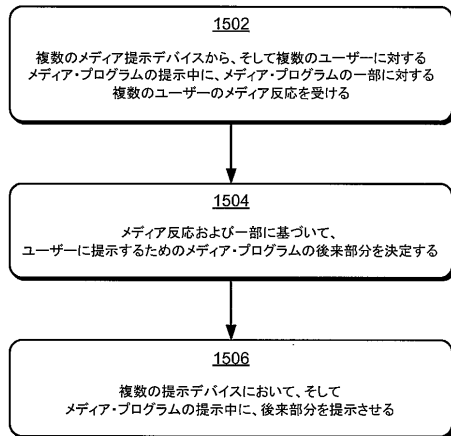 1502
複数のメディア提示デバイスから、そして複数のユーザーに対する
メディア・プログラムの提示中に、メディア・プログラムの一部に対する
複数のユーザーのメディア反応を受ける
1504
メディア反応および一部に基づいて、
ユーザーに提示するためのメディア・プログラムの後来部分を決定する
1506
複数の提示デバイスにおいて、そして
メディア・プログラムの提示中に、後来部分を提示させる